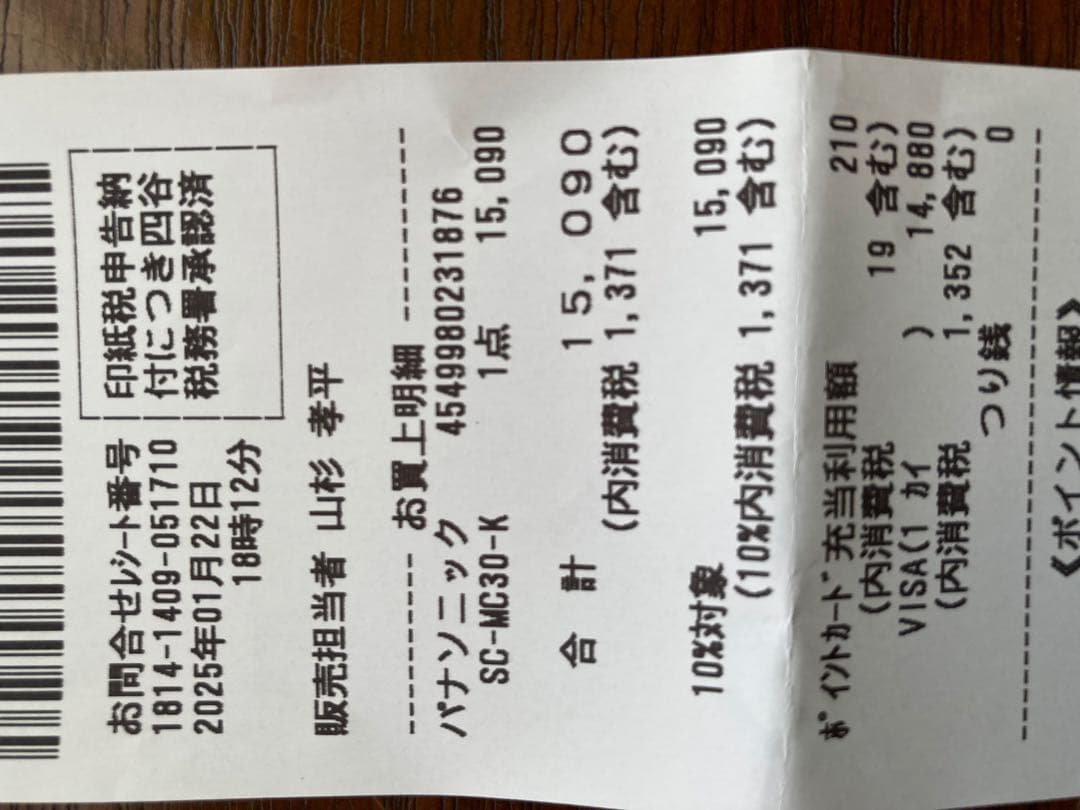 お問合せレシート番号
1814-1409-051710
2025年01月22日
18時12分
印紙税申告納
付につき四谷
税務署承認済
販売担当者 山杉 孝平
--------- お買上明細 ---------
パナソニック 4549980231876
SC-MC30-K 1点 15,090
合 計 15,090
(内消費税 1,371 含む)
10%対象 15,090
(10%内消費税 1,371 含む)
ポイントカード充当利用額 210
(内消費税 19 含む)
VISA(1 カイ ) 14,880
(内消費税 1,352 含む)
つり銭 0
------------------------------
《ポイント情報》